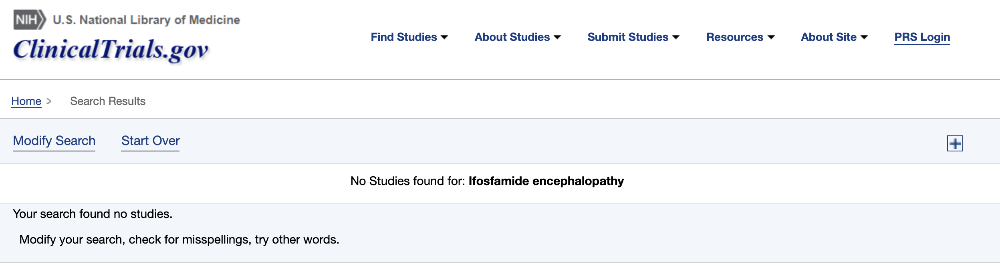 NIH U.S. National Library of Medicine
ClinicalTrials.gov
Find Studies About Studies Submit Studies Resources About Site PRS Login
Home > Search Results
Modify Search Start Over
No Studies found for: Ifosfamide encephalopathy
Your search found no studies.
Modify your search, check for misspellings, try other words.